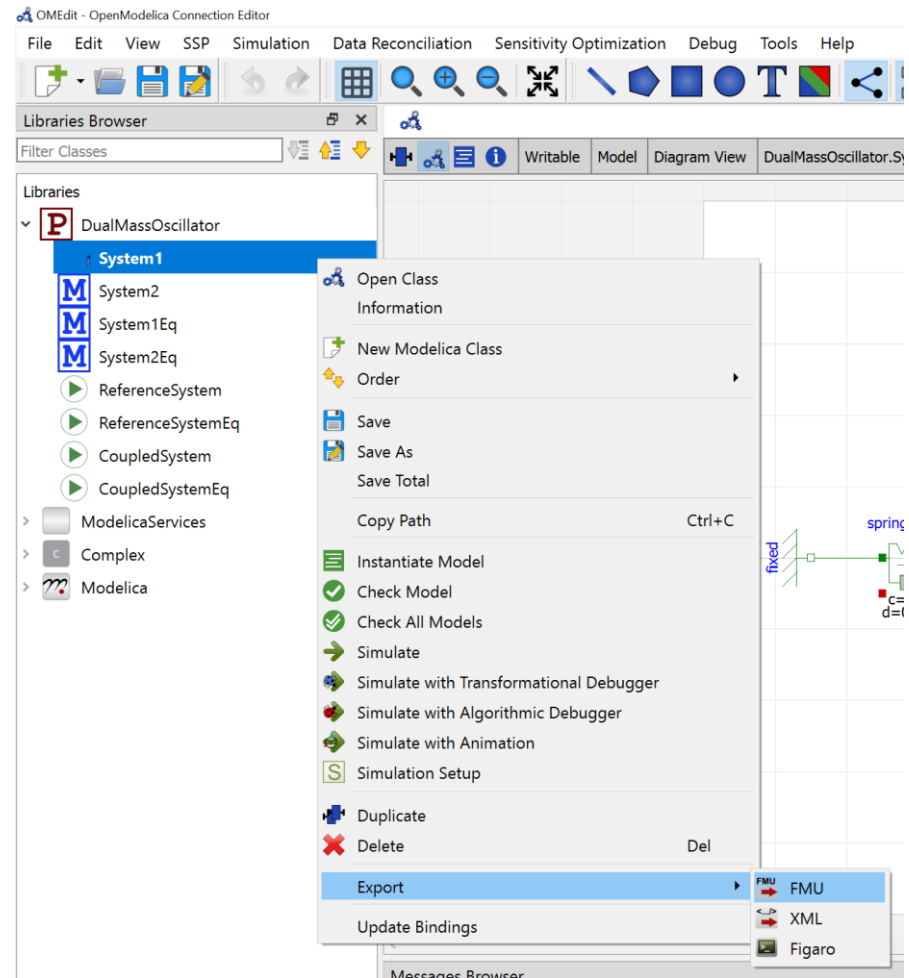 OMEdit - OpenModelica Connection Editor
File Edit View SSP Simulation Data Reconciliation Sensitivity Optimization Debug Tools Help
T
Libraries Browser
Filter Classes
Writable Model Diagram View DualMassOscillator.Sy
Libraries
P DualMassOscillator
System1
M System2
M System1Eq
M System2Eq
ReferenceSystem
ReferenceSystemEq
CoupledSystem
CoupledSystemEq
ModelicaServices
C Complex
Modelica
Open Class
Information
New Modelica Class
Order
Save
Save As
Save Total
Copy Path Ctrl+C
Instantiate Model
Check Model
Check All Models
Simulate
Simulate with Transformational Debugger
Simulate with Algorithmic Debugger
Simulate with Animation
S Simulation Setup
Duplicate
Delete Del
Export
Update Bindings
FMU FMU
XML
Figaro
fixed
spring
c=
d=0
Messages Browser